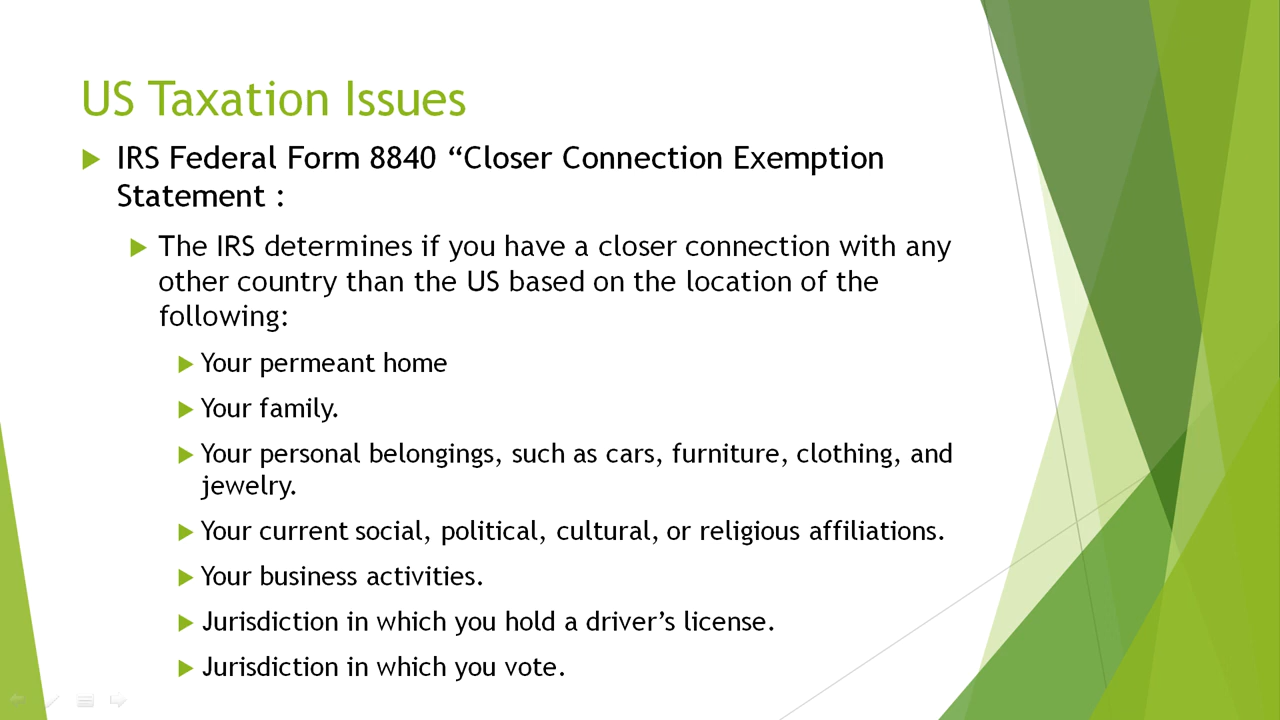 US Taxation Issues
IRS Federal Form 8840 “Closer Connection Exemption
Statement :
The IRS determines if you have a closer connection with any
other country than the US based on the location of the
following:
Your permeant home
Your family.
Your personal belongings, such as cars, furniture, clothing, and
jewelry.
Your current social, political, cultural, or religious affiliations.
Your business activities.
Jurisdiction in which you hold a driver’s license.
Jurisdiction in which you vote.